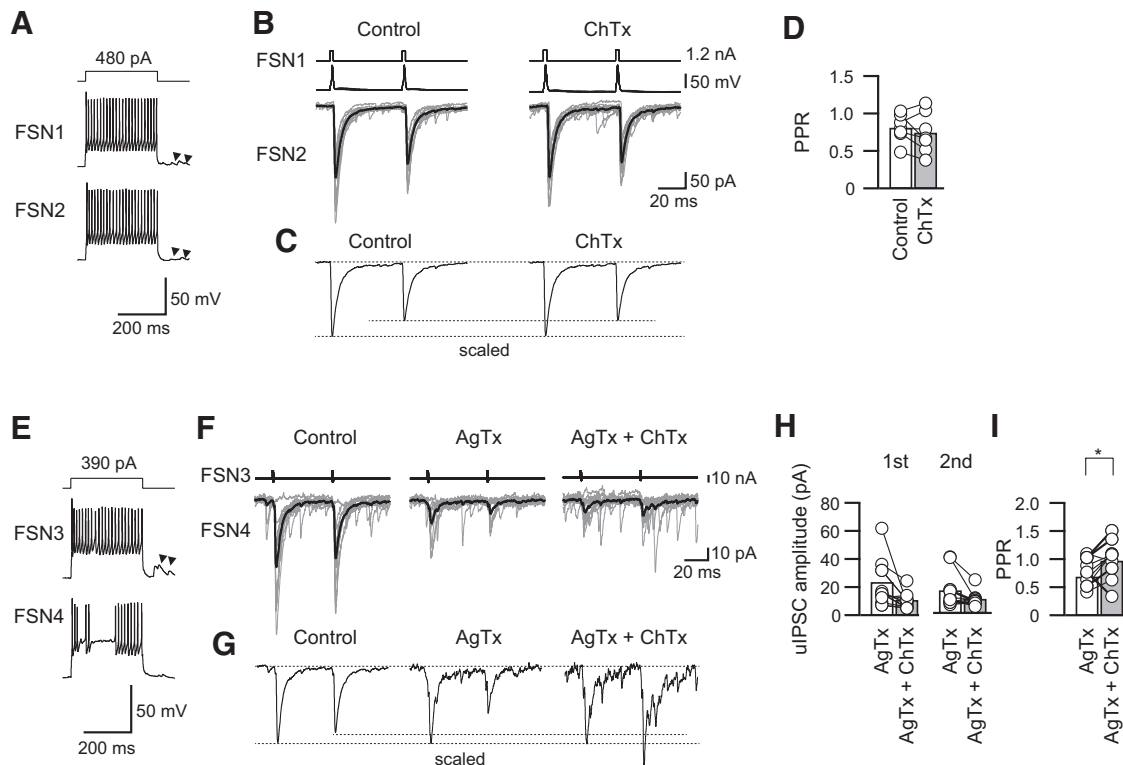 A
480 pA
FSN1
FSN2
50 mV
200 ms
B
Control
ChTx
FSN1
1.2 nA
50 mV
FSN2
50 pA
20 ms
C
Control
ChTx
scaled
D
1.5
1.0
0.5
0
PPR
Control
ChTx
E
390 pA
FSN3
FSN4
50 mV
200 ms
F
Control
AgTx
AgTx + ChTx
FSN3
10 nA
FSN4
10 pA
20 ms
G
Control
AgTx
AgTx + ChTx
scaled
H
1st
2nd
uIPSC amplitude (pA)
80
60
40
20
0
AgTx
AgTx + ChTx
AgTx
AgTx + ChTx
I
*
PPR
2.0
1.5
1.0
0.5
0
AgTx
AgTx + ChTx